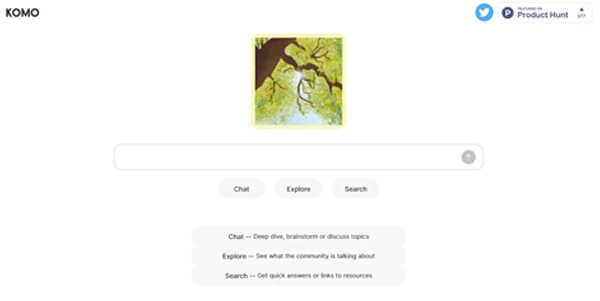 KOMO
FEATURED ON
Product Hunt
Chat
Explore
Search
Chat -- Deep dive, brainstorm or discuss topics
Explore -- See what the community is talking about
Search -- Get quick answers or links to resources